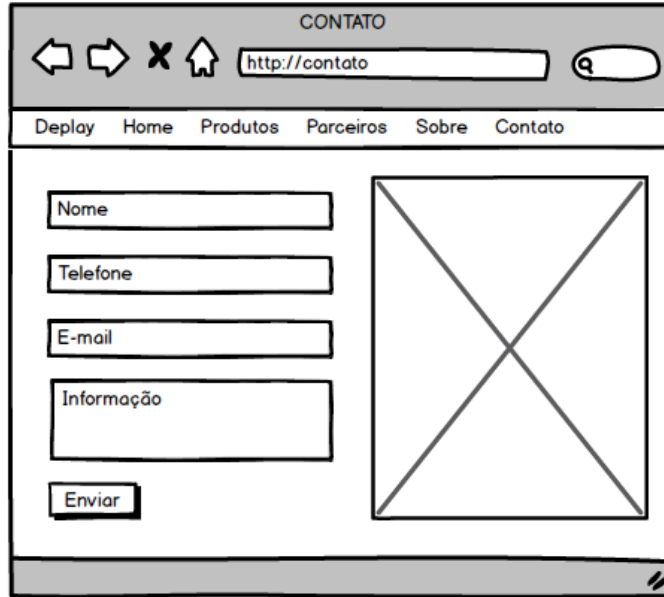 CONTATO
http://contato
Deplay Home Produtos Parceiros Sobre Contato
Nome
Telefone
E-mail
Informação
Enviar